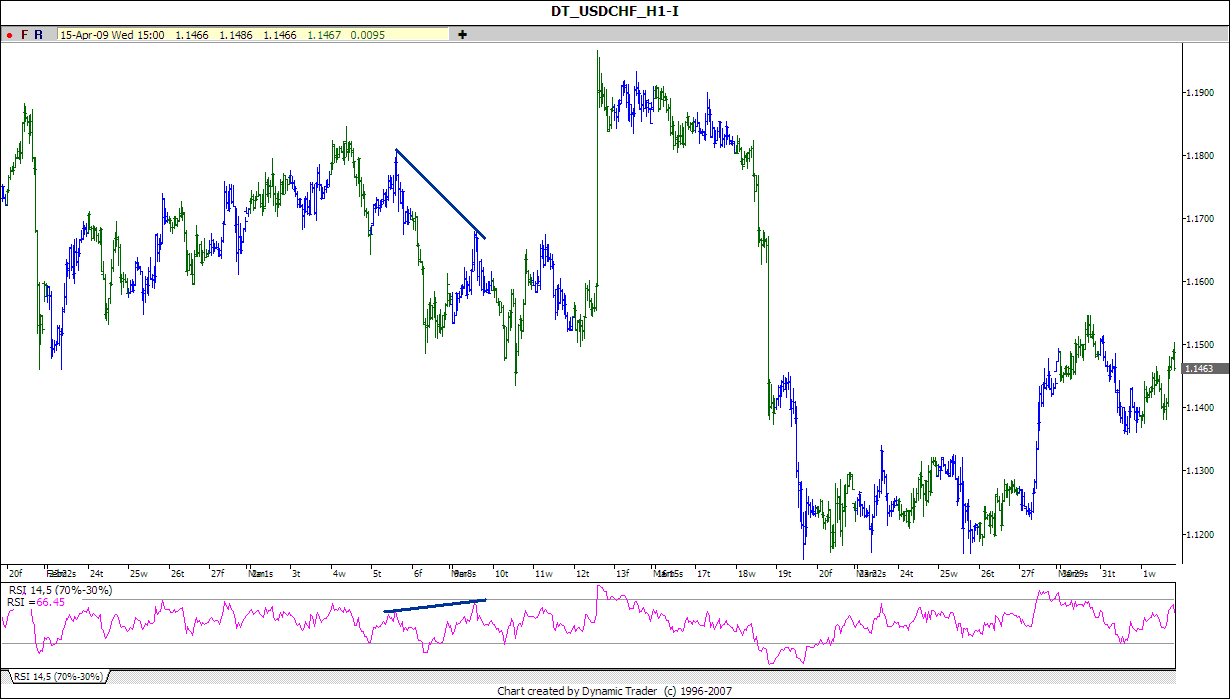 DT_USDCHF_H1-I
F R 15-Apr-09 Wed 15:00 1.1466 1.1486 1.1466 1.1467 0.0095
1.1900
1.1800
1.1700
1.1600
1.1500
1.1463
1.1400
1.1300
1.1200
20f 24t 25w 26t 27f 3t 4w 5t 6f 10t 11w 12t 13f 17t 18w 19t 20f 24t 25w 26t 27f 31t 1w
RSI 14,5 (70%-30%)
RSI =66.45
RSI 14,5 (70%-30%)
Chart created by Dynamic Trader (c) 1996-2007